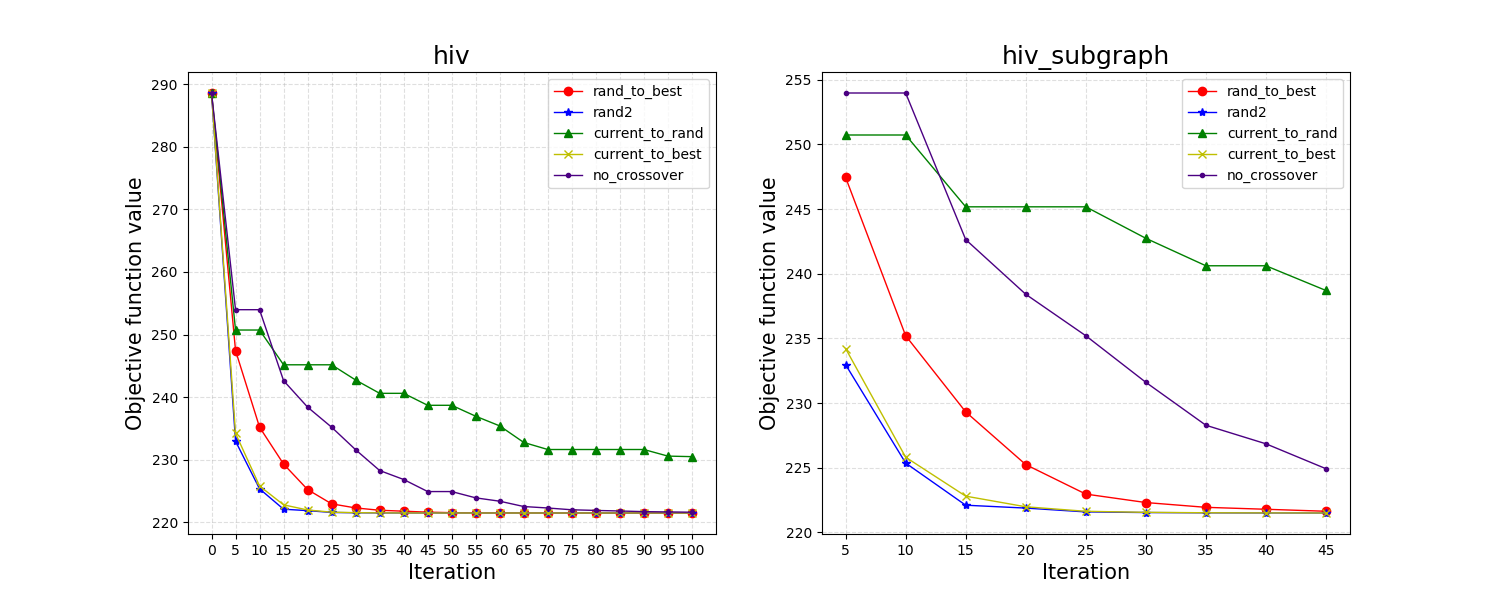 hiv
Objective function value
290
280
270
260
250
240
230
220
0 5 10 15 20 25 30 35 40 45 50 55 60 65 70 75 80 85 90 95 100
Iteration
rand_to_best
rand2
current_to_rand
current_to_best
no_crossover
hiv_subgraph
Objective function value
255
250
245
240
235
230
225
220
5 10 15 20 25 30 35 40 45
Iteration
rand_to_best
rand2
current_to_rand
current_to_best
no_crossover